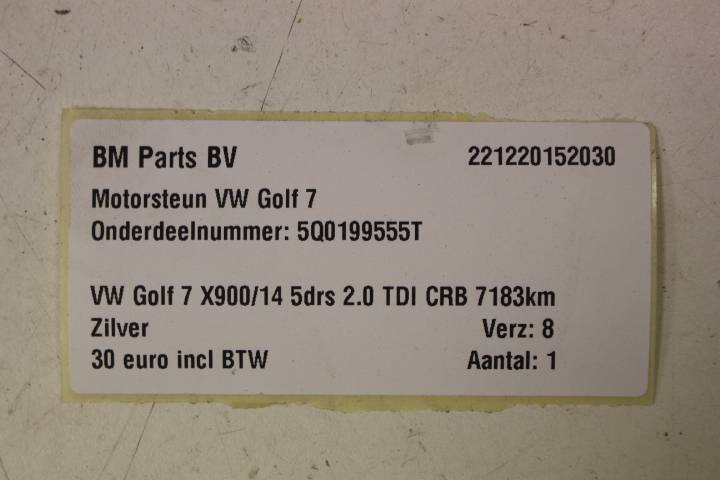 BM Parts BV 221220152030
Motorsteun VW Golf 7
Onderdeelnummer: 5Q0199555T
VW Golf 7 X900/14 5drs 2.0 TDI CRB 7183km
Zilver Verz: 8
30 euro incl BTW Aantal: 1